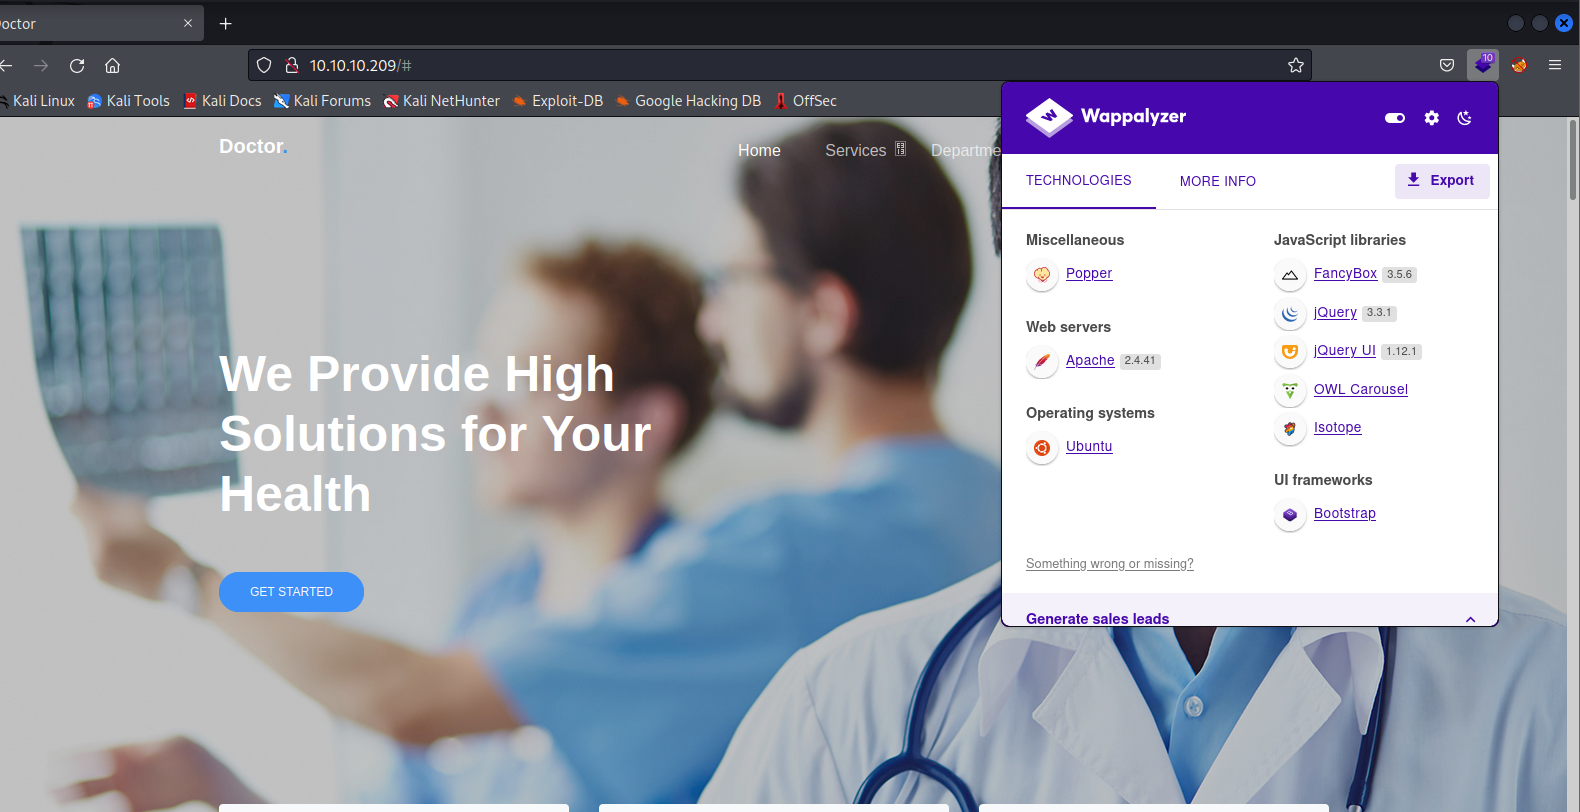 octor
10.10.10.209/#
10
Kali Linux
Kali Tools
Kali Docs
Kali Forums
Kali NetHunter
Exploit-DB
Google Hacking DB
OffSec
Doctor.
Home
Services
Departme
We Provide High
Solutions for Your
Health
GET STARTED
Wappalyzer
TECHNOLOGIES
MORE INFO
Export
Miscellaneous
Popper
Web servers
Apache 2.4.41
Operating systems
Ubuntu
JavaScript libraries
FancyBox 3.5.6
jQuery 3.3.1
jQuery UI 1.12.1
OWL Carousel
Isotope
UI frameworks
Bootstrap
Something wrong or missing?
Generate sales leads